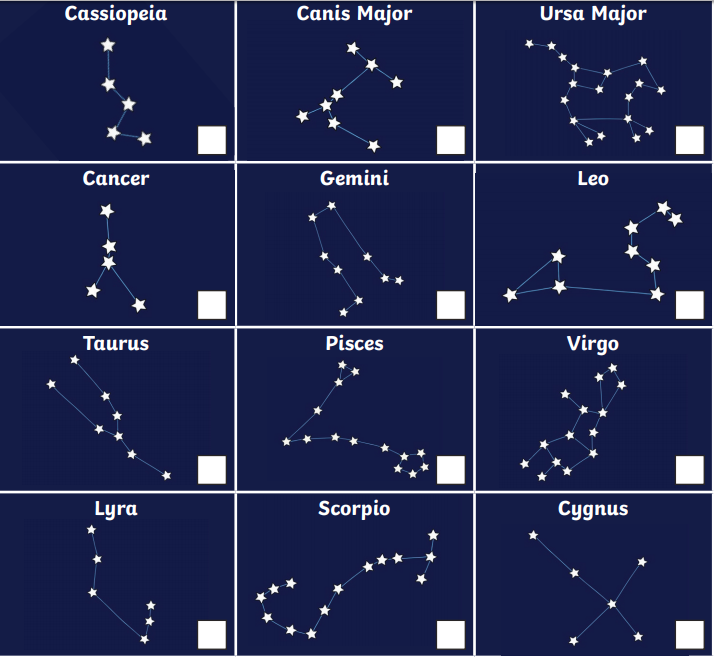 Cassiopeia
Canis Major
Ursa Major
Cancer
Gemini
Leo
Taurus
Pisces
Virgo
Lyra
Scorpio
Cygnus